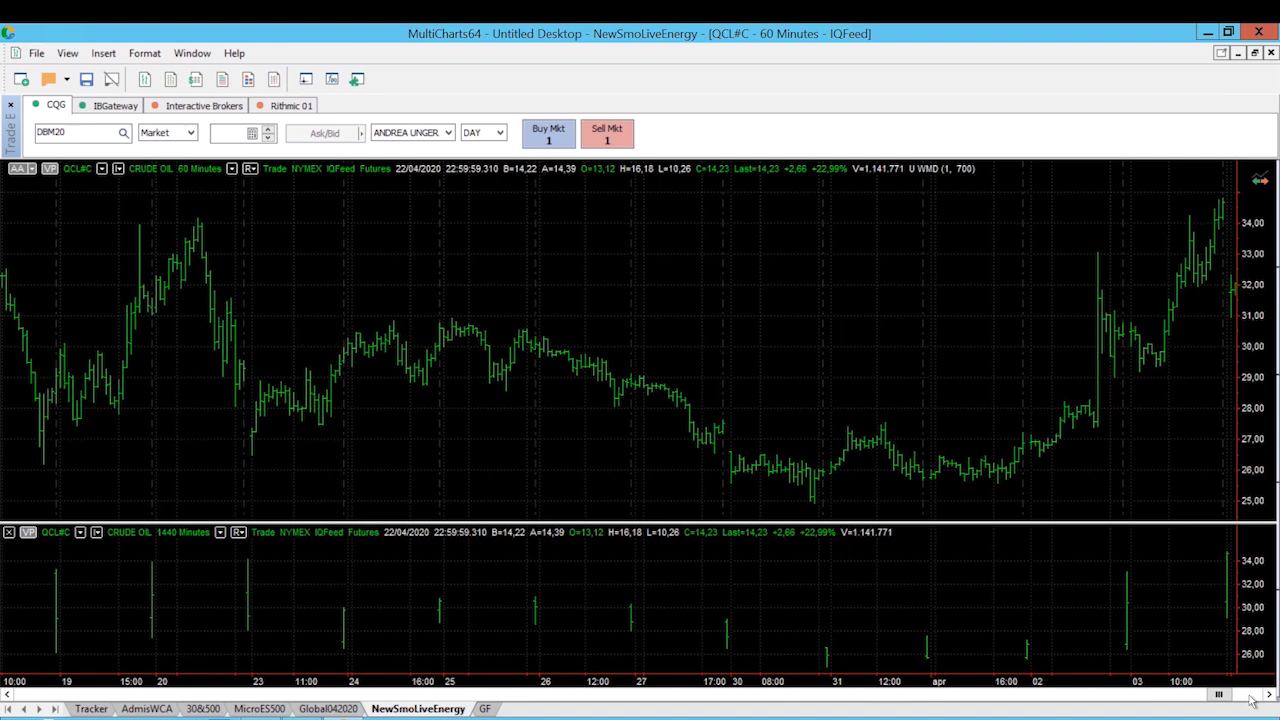 MultiCharts64 - Untitled Desktop - NewSmoLiveEnergy - [QCL#C - 60 Minutes - IQFeed]
File View Insert Format Window Help
CQG IBGateway Interactive Brokers Rithmic 01
Trade E
DBM20 Market Ask/Bid ANDREA UNGER DAY Buy Mkt 1 Sell Mkt 1
AA VP QCL#C CRUDE OIL 60 Minutes R Trade NYMEX IQFeed Futures 22/04/2020 22:59:59.310 B=14,22 A=14,39 O=13,12 H=16,18 L=10,26 C=14,23 Last=14,23 +2,66 +22,99% V=1.141.771 U WMD (1, 700)
34,00
33,00
32,00
31,00
30,00
29,00
28,00
27,00
26,00
25,00
VP QCL#C CRUDE OIL 1440 Minutes R Trade NYMEX IQFeed Futures 22/04/2020 22:59:59.310 B=14,22 A=14,39 O=13,12 H=16,18 L=10,26 C=14,23 Last=14,23 +2,66 +22,99% V=1.141.771
34,00
32,00
30,00
28,00
26,00
10:00 19 15:00 20 23 11:00 24 16:00 25 26 12:00 27 17:00 30 08:00 31 12:00 apr 16:00 02 03 10:00
Tracker AdmisWCA 30&500 MicroES500 Global042020 NewSmoLiveEnergy GF